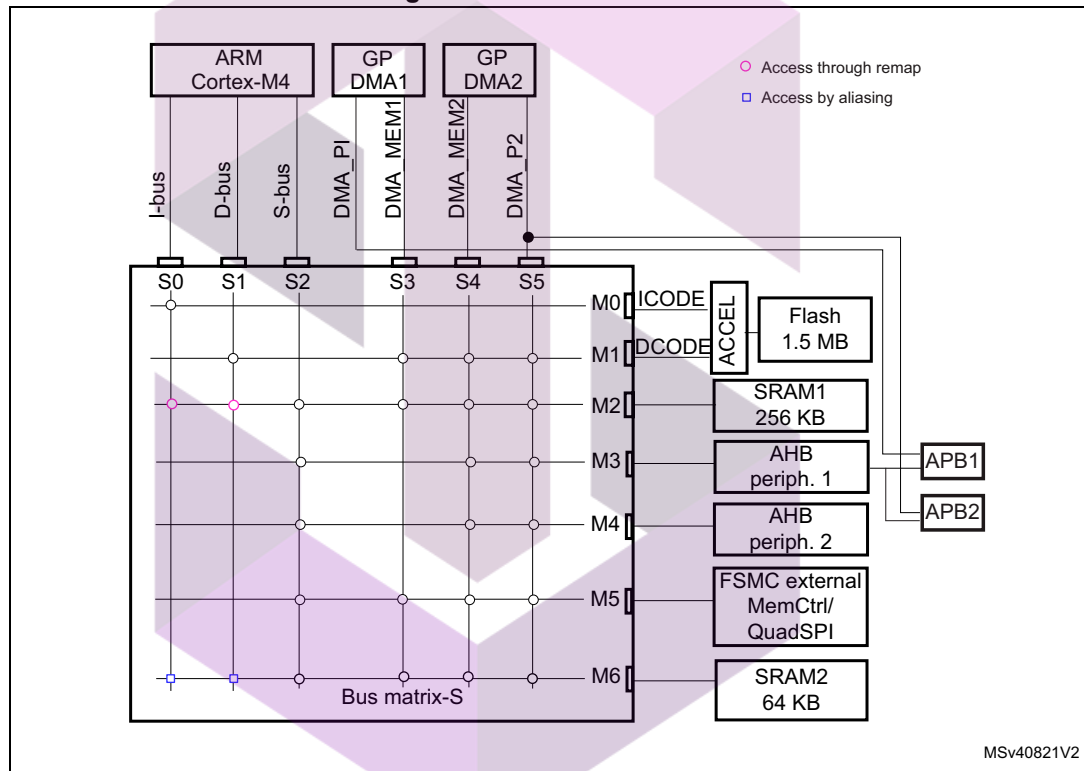 ARM
Cortex-M4
GP
DMA1
GP
DMA2
Access through remap
Access by aliasing
I-bus
D-bus
S-bus
DMA_PI
DMA_MEM1
DMA_MEM2
DMA_P2
S0
S1
S2
S3
S4
S5
M0
ICODE
M1
DCODE
ACCEL
Flash
1.5 MB
M2
SRAM1
256 KB
M3
AHB
periph. 1
APB1
APB2
M4
AHB
periph. 2
M5
FSMC external
MemCtrl/
QuadSPI
M6
SRAM2
64 KB
Bus matrix-S
MSv40821V2